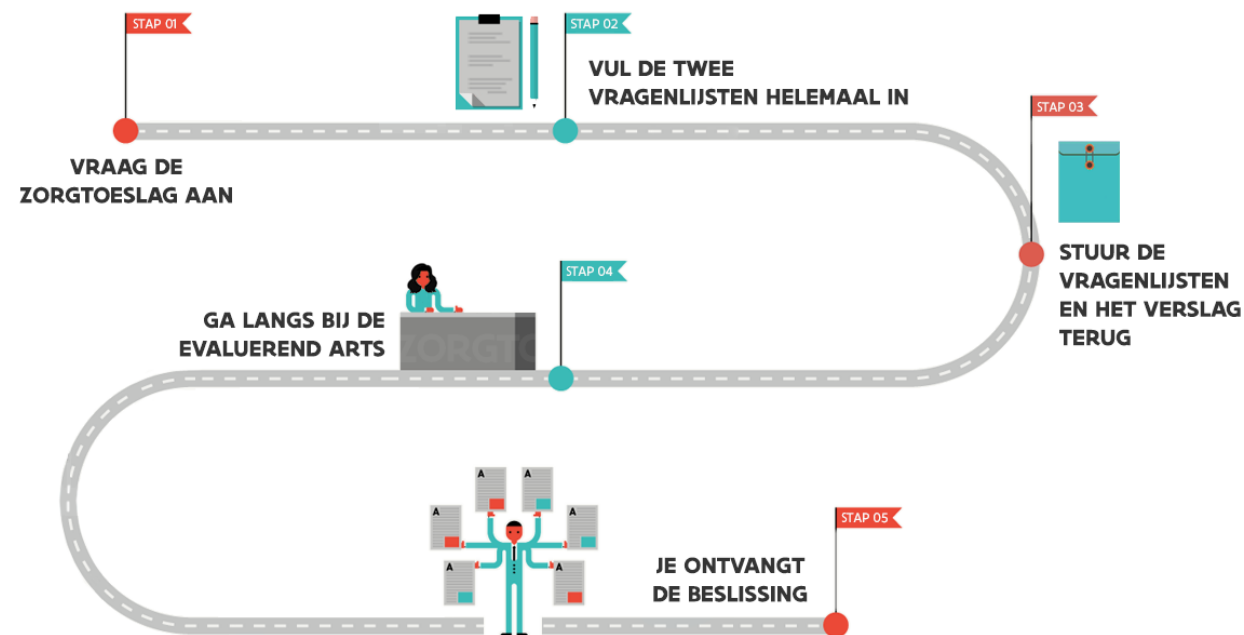 STAP 01
VRAAG DE
ZORGTOESLAG AAN
STAP 02
VUL DE TWEE
VRAGENLIJSTEN HELEMAAL IN
STAP 03
STUUR DE
VRAGENLIJSTEN
EN HET VERSLAG
TERUG
STAP 04
GA LANGS BIJ DE
EVALUEREND ARTS
ZORGTO
A
A
A
A
A
A
STAP 05
JE ONTVANGT
DE BESLISSING